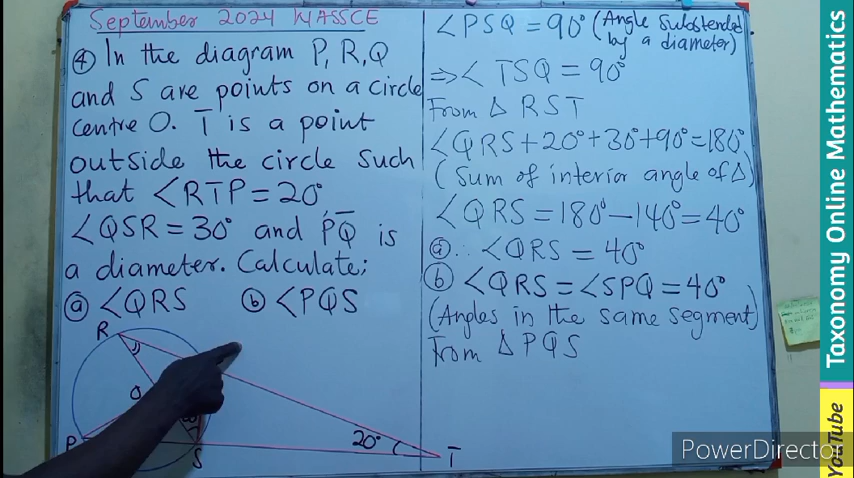 September 2024 WASSCE
④ In the diagram P, R, Q
and S are points on a circle
centre O. T is a point
outside the circle such
that ∠RTP = 20°
∠QSR = 30° and PQ is
a diameter. Calculate;
ⓐ ∠QRS ⓑ ∠PQS
R
O
P
S
20°
T
∠PSQ = 90° (Angle Substended
by a diameter)
⇒ ∠TSQ = 90°
From Δ RST
∠QRS + 20° + 30° + 90° = 180°
(Sum of interior angle of Δ)
∠QRS = 180° − 140° = 40°
ⓐ ∴ ∠QRS = 40°
ⓑ ∠QRS = ∠SPQ = 40°
(Angles in the same segment)
From Δ PQS
Taxonomy Online Mathematics
YouTube
PowerDirector